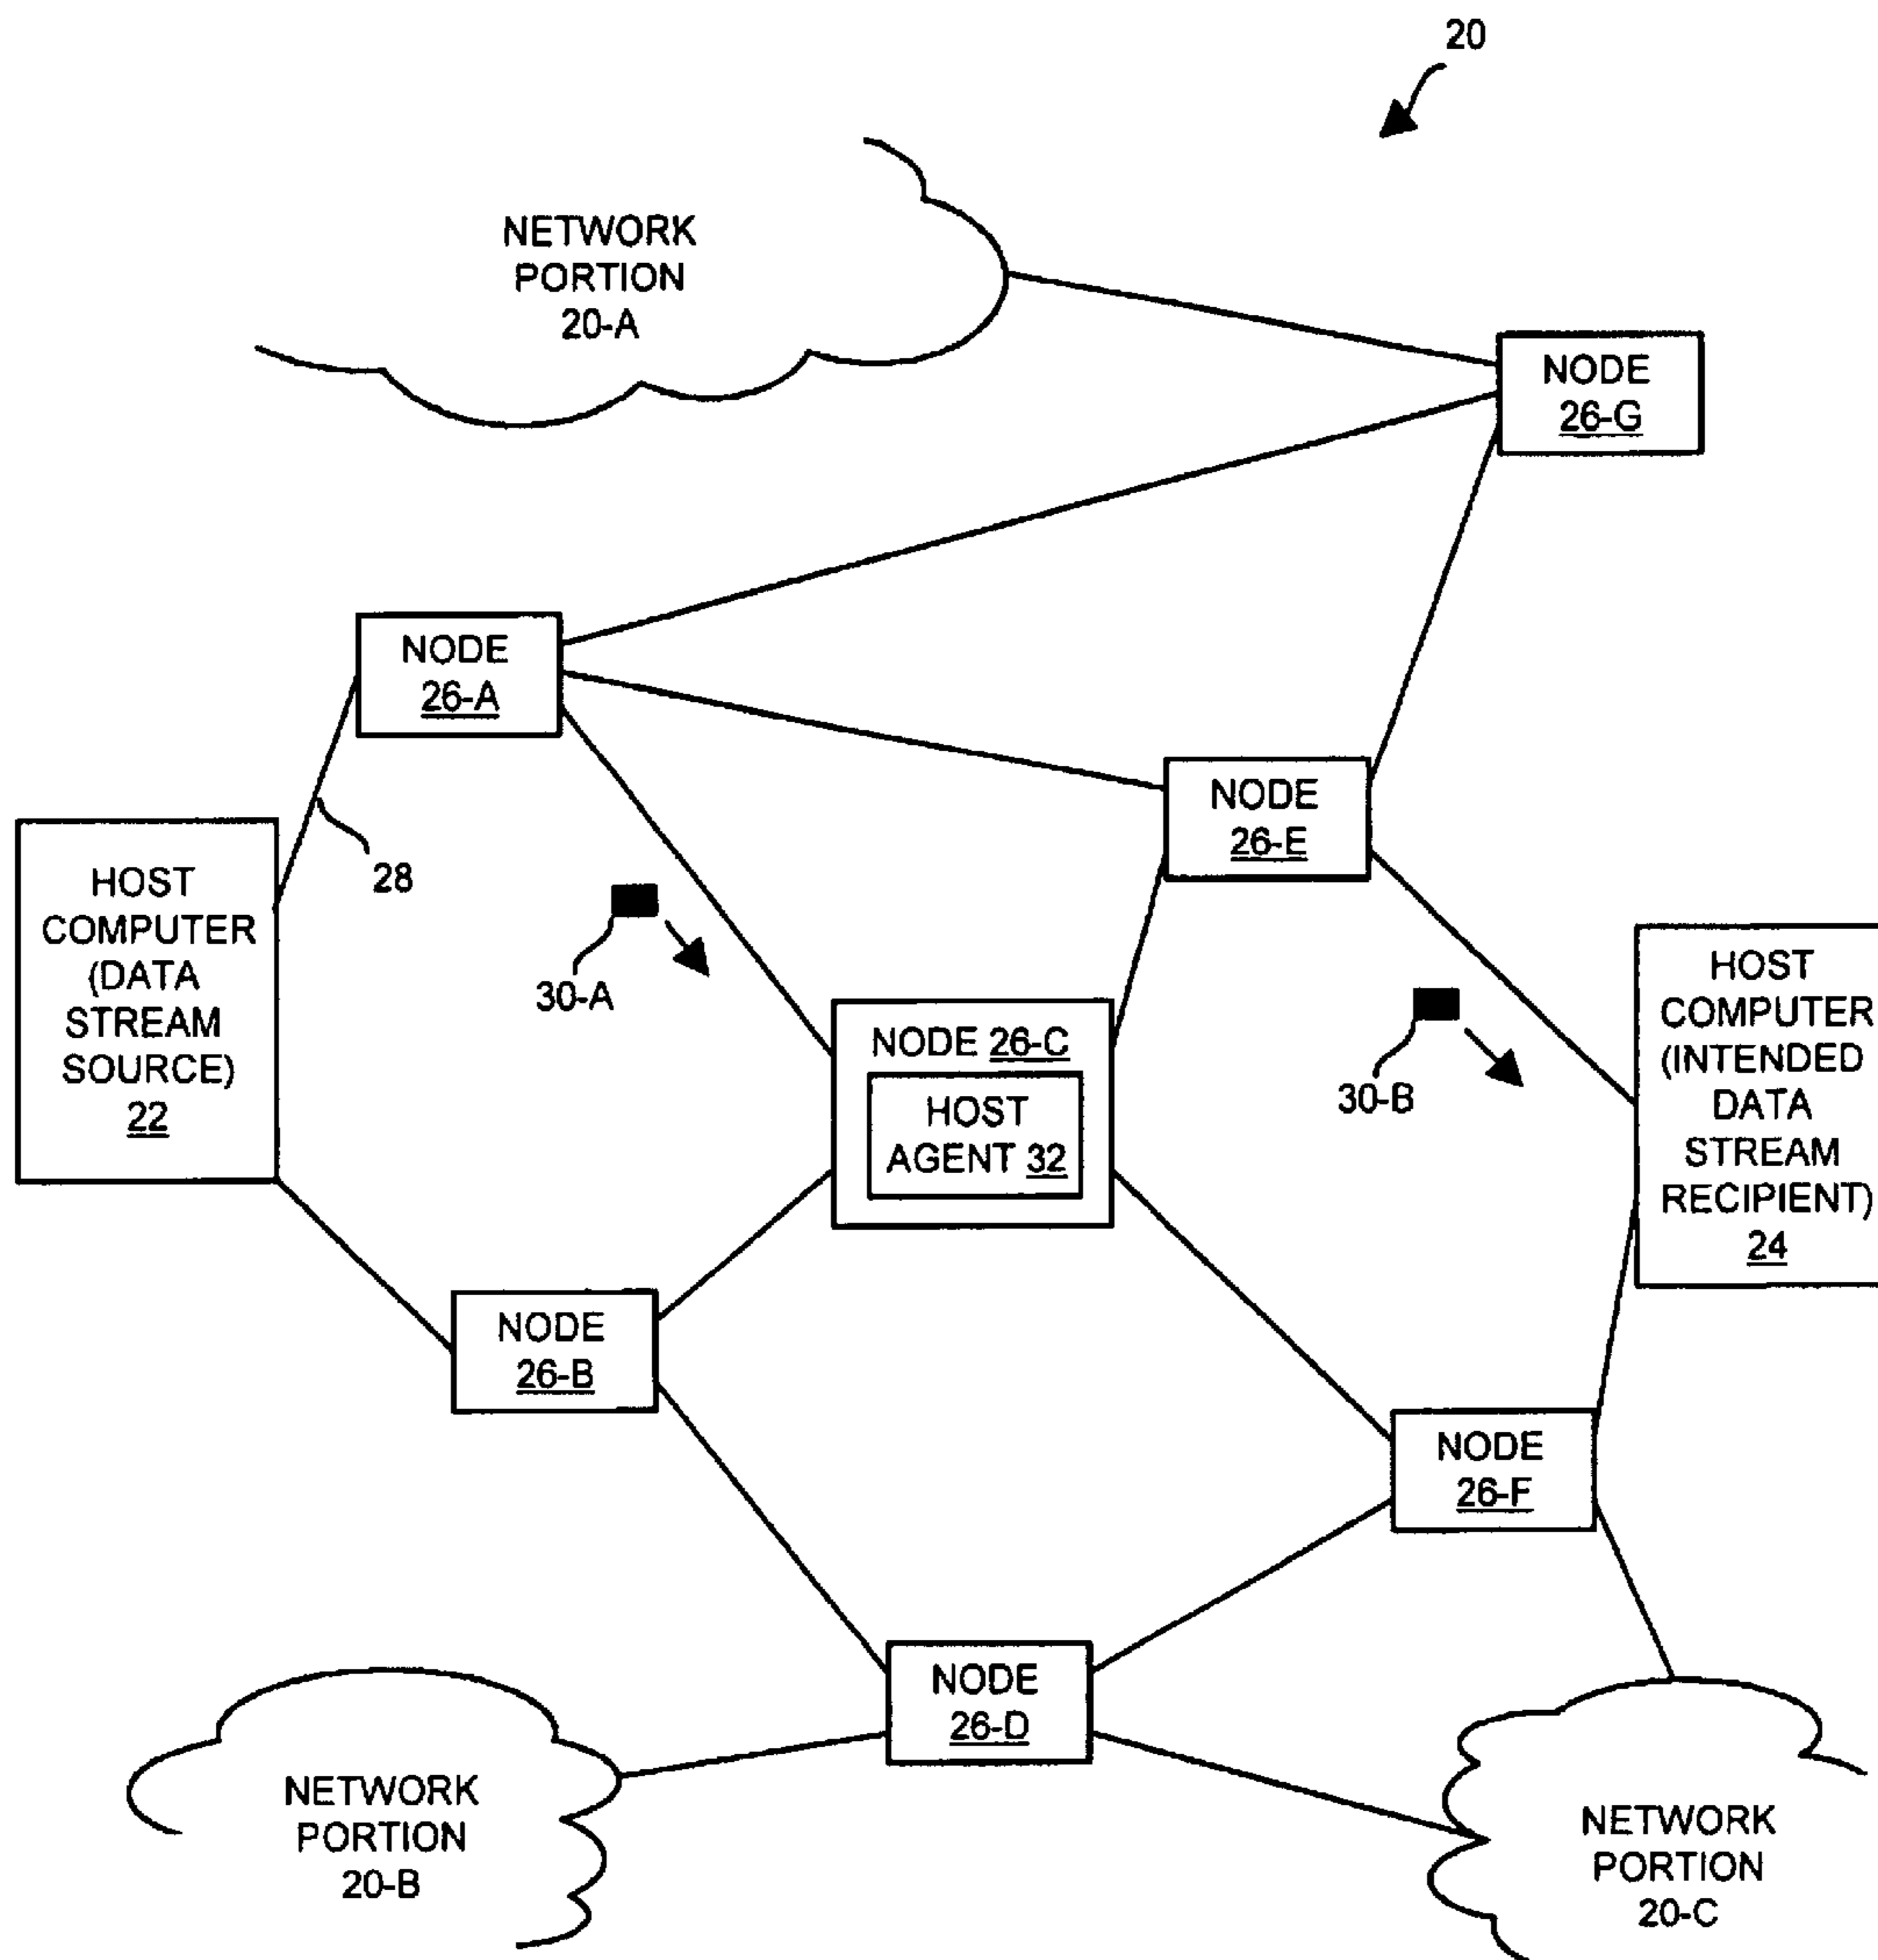 20
NETWORK
PORTION
20-A
NODE
26-G
NODE
26-A
NODE
26-E
28
HOST
COMPUTER
(DATA
STREAM
SOURCE)
22
30-A
30-B
HOST
COMPUTER
(INTENDED
DATA
STREAM
RECIPIENT)
24
NODE 26-C
HOST
AGENT 32
NODE
26-B
NODE
26-F
NODE
26-D
NETWORK
PORTION
20-B
NETWORK
PORTION
20-C